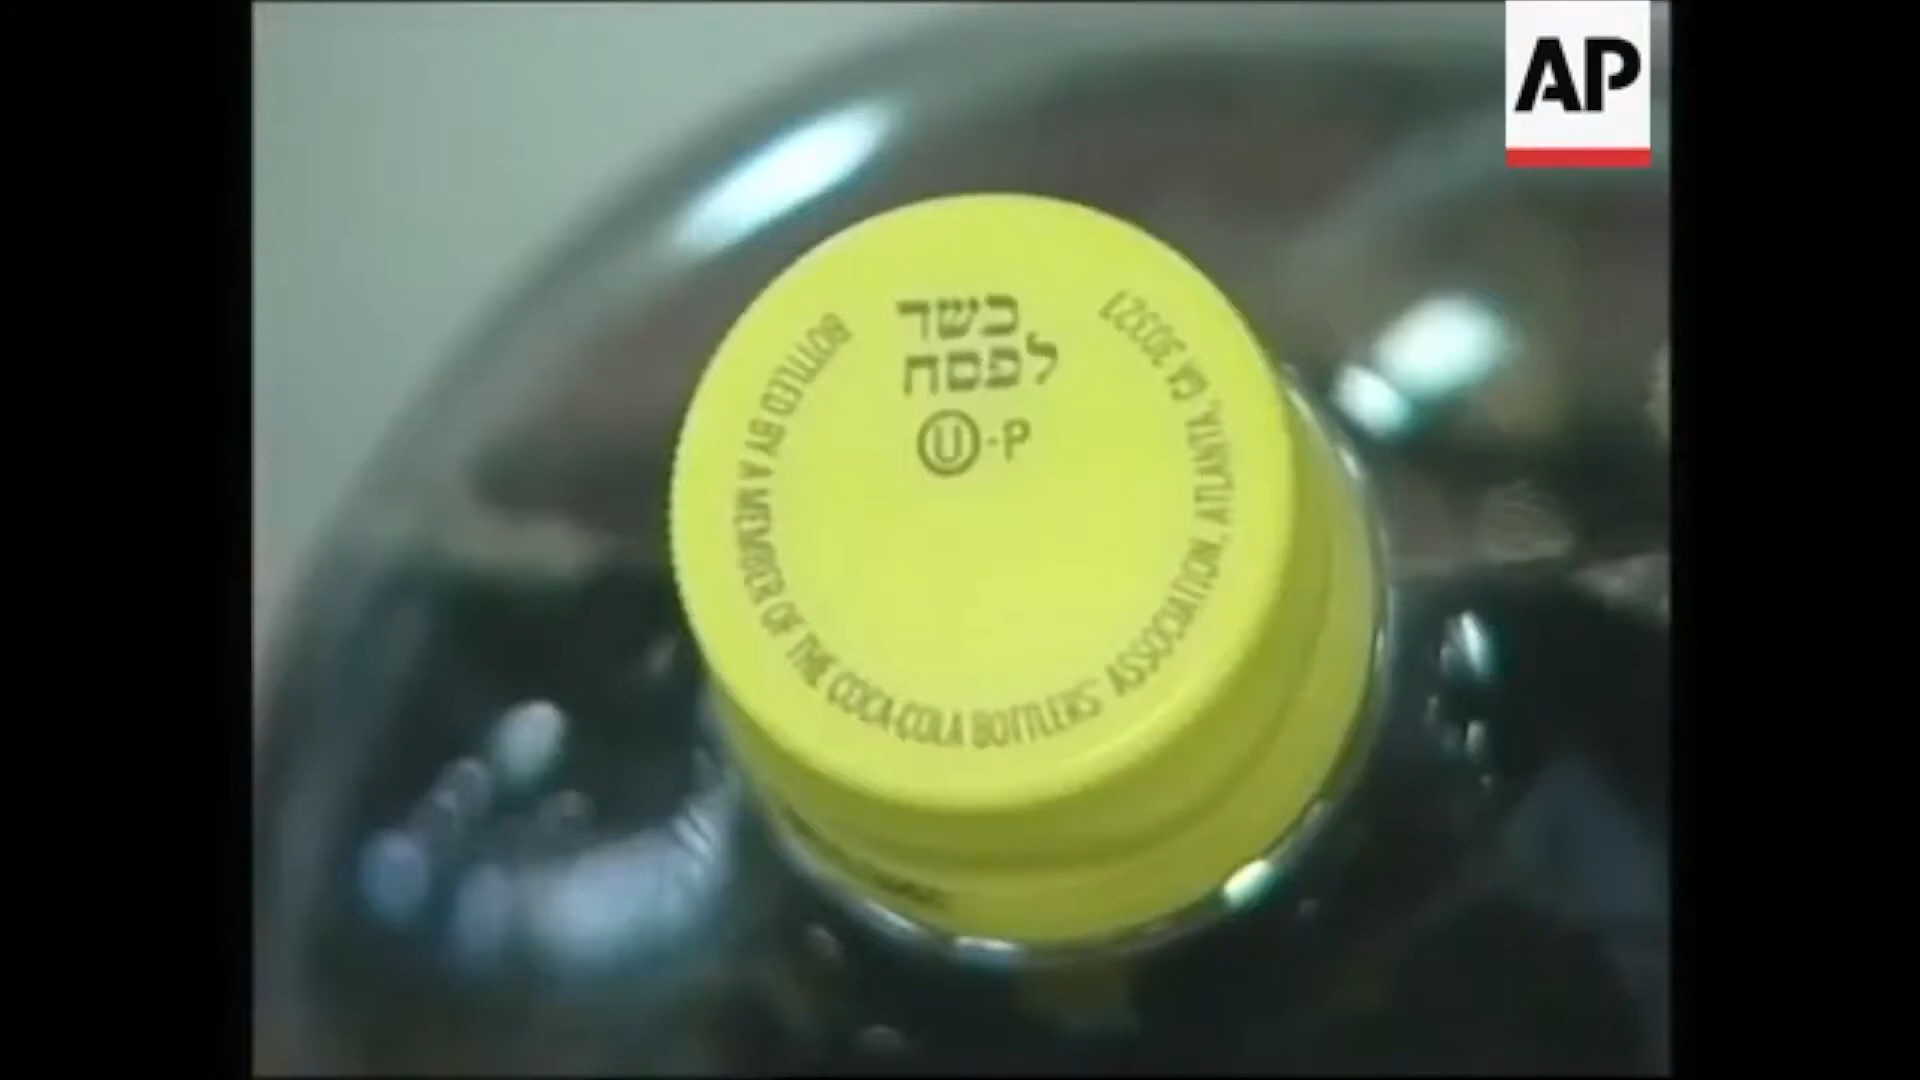 AP
כשר
לפסח
Ⓤ-P
BOTTLED BY A MEMBER OF THE COCA-COLA BOTTLERS' ASSOCIATION, ATLANTA, GA 30327